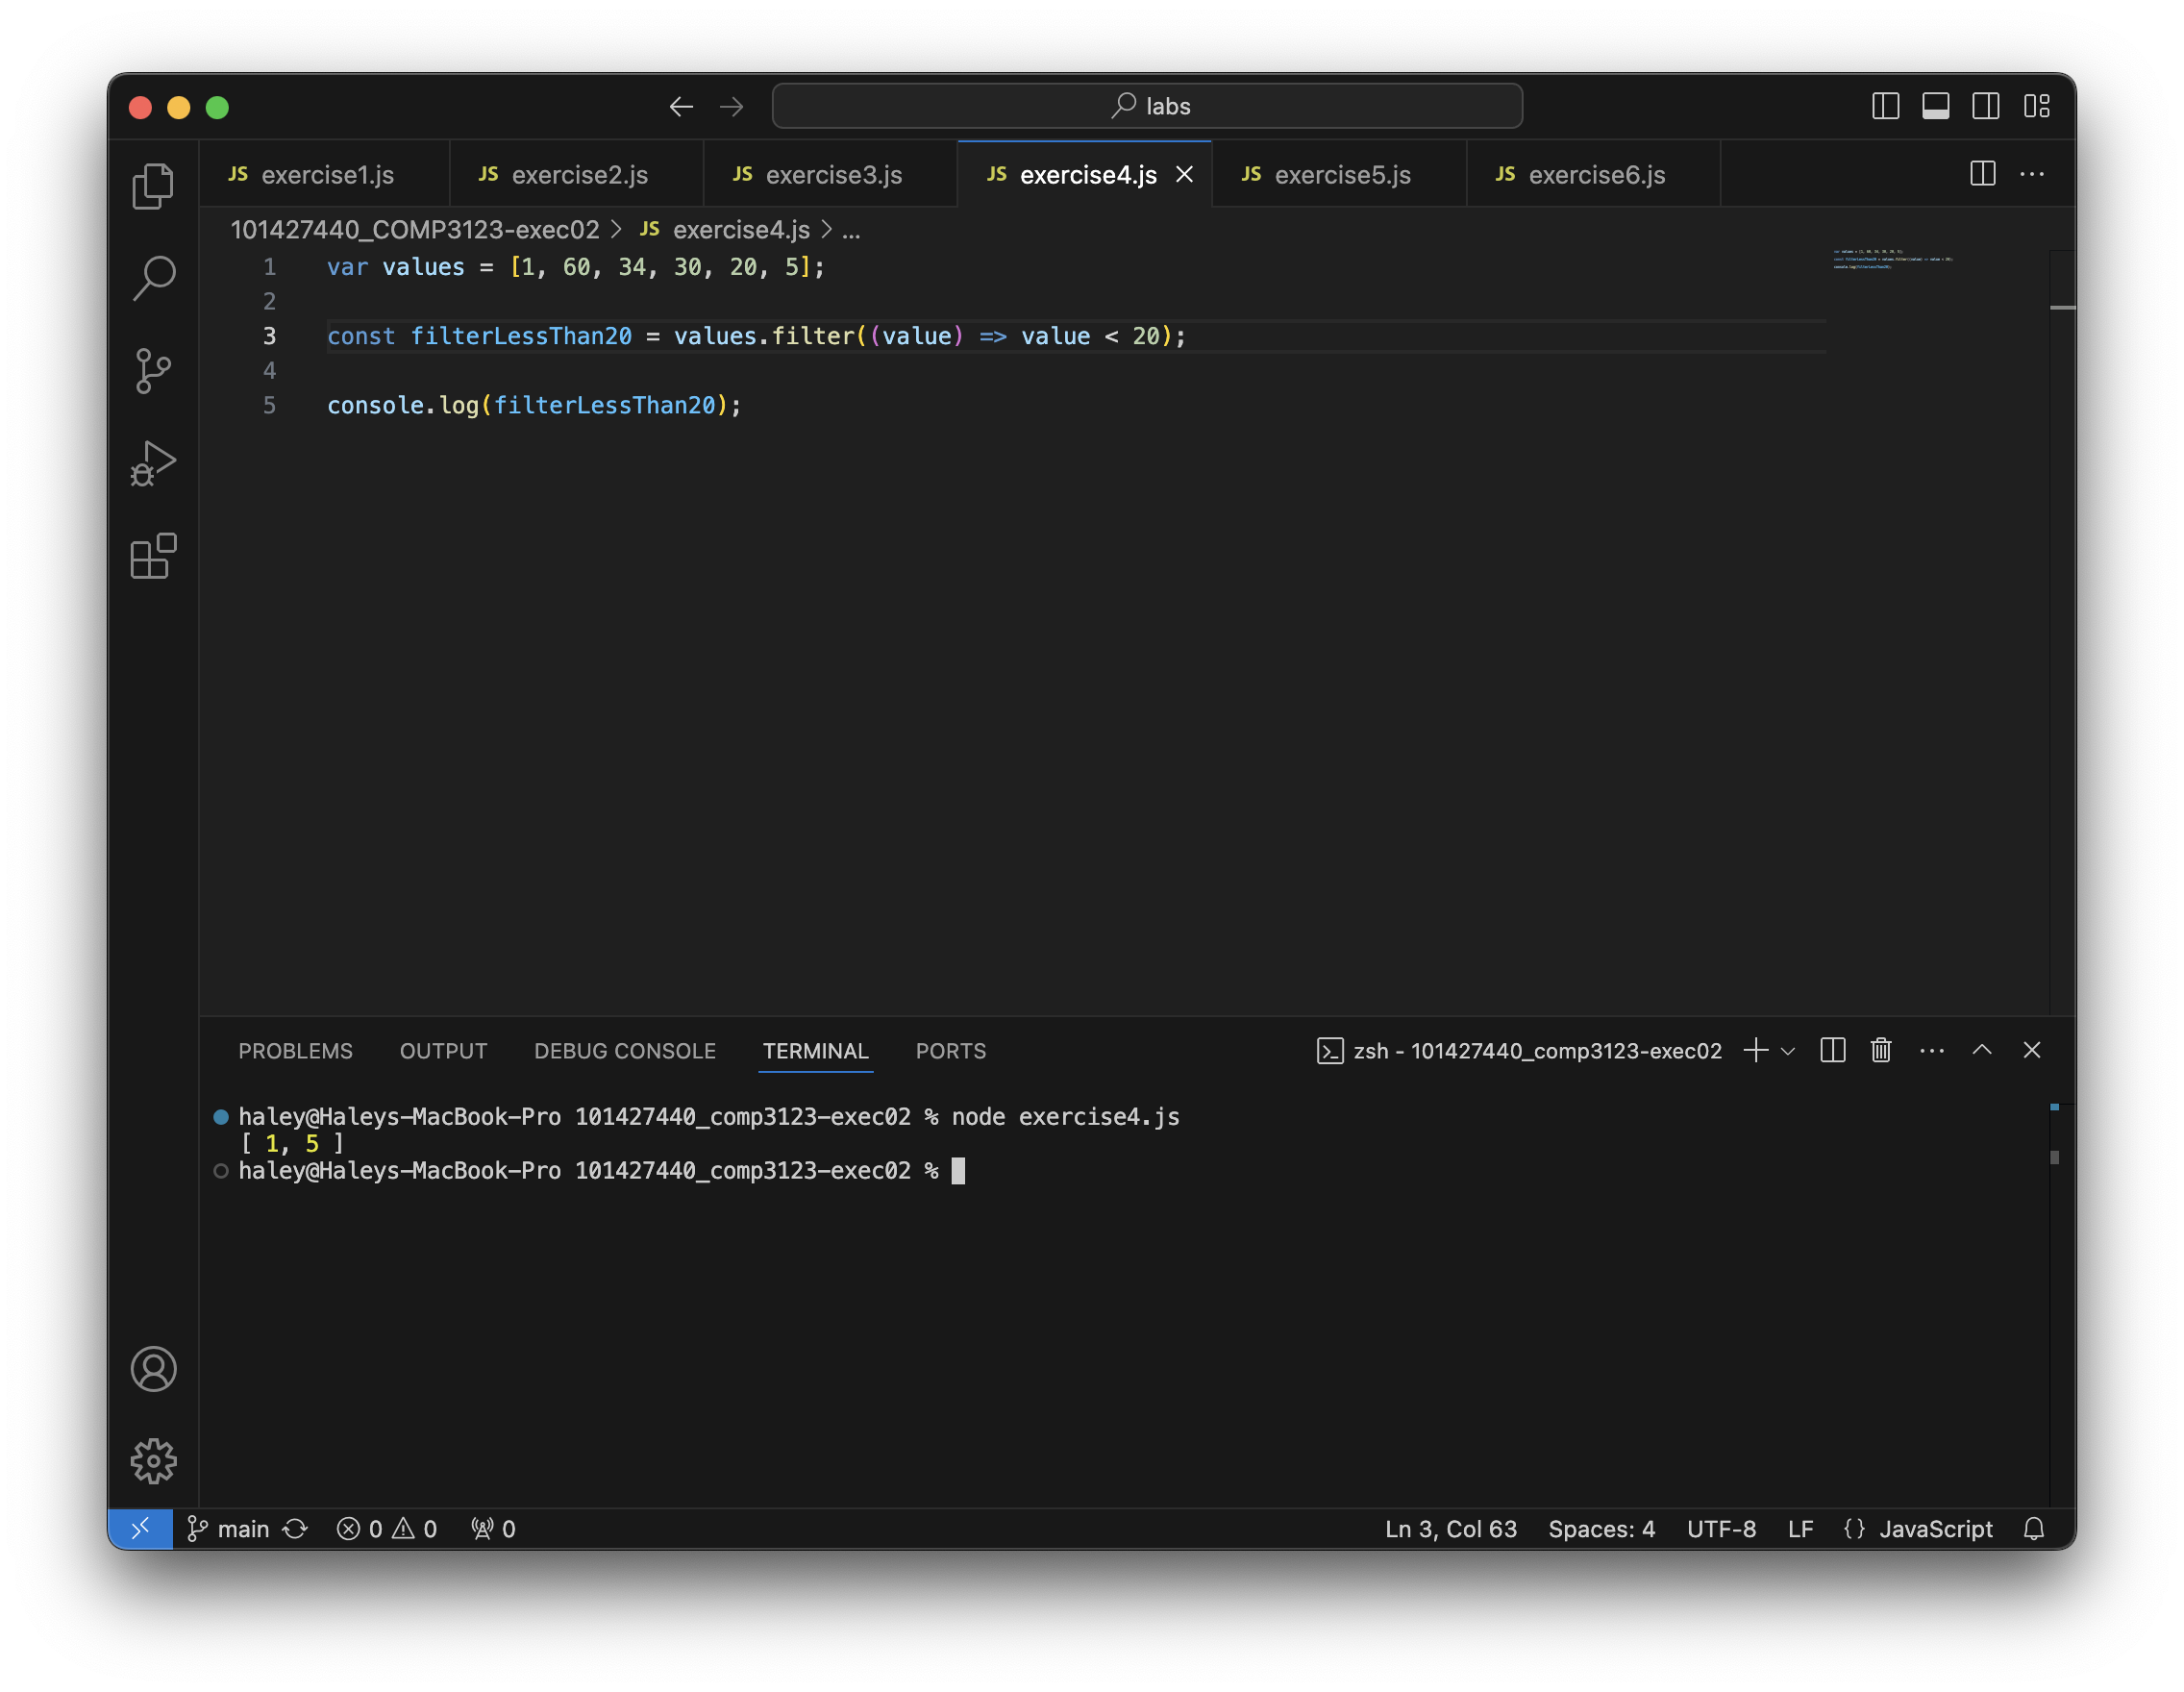 labs
JS exercise1.js JS exercise2.js JS exercise3.js JS exercise4.js JS exercise5.js JS exercise6.js
101427440_COMP3123-exec02 > JS exercise4.js > ...
1 var values = [1, 60, 34, 30, 20, 5];
2
3 const filterLessThan20 = values.filter((value) => value < 20);
4
5 console.log(filterLessThan20);
PROBLEMS OUTPUT DEBUG CONSOLE TERMINAL PORTS zsh - 101427440_comp3123-exec02
haley@Haleys-MacBook-Pro 101427440_comp3123-exec02 % node exercise4.js
[ 1, 5 ]
haley@Haleys-MacBook-Pro 101427440_comp3123-exec02 %
main 0 0 0 Ln 3, Col 63 Spaces: 4 UTF-8 LF {} JavaScript